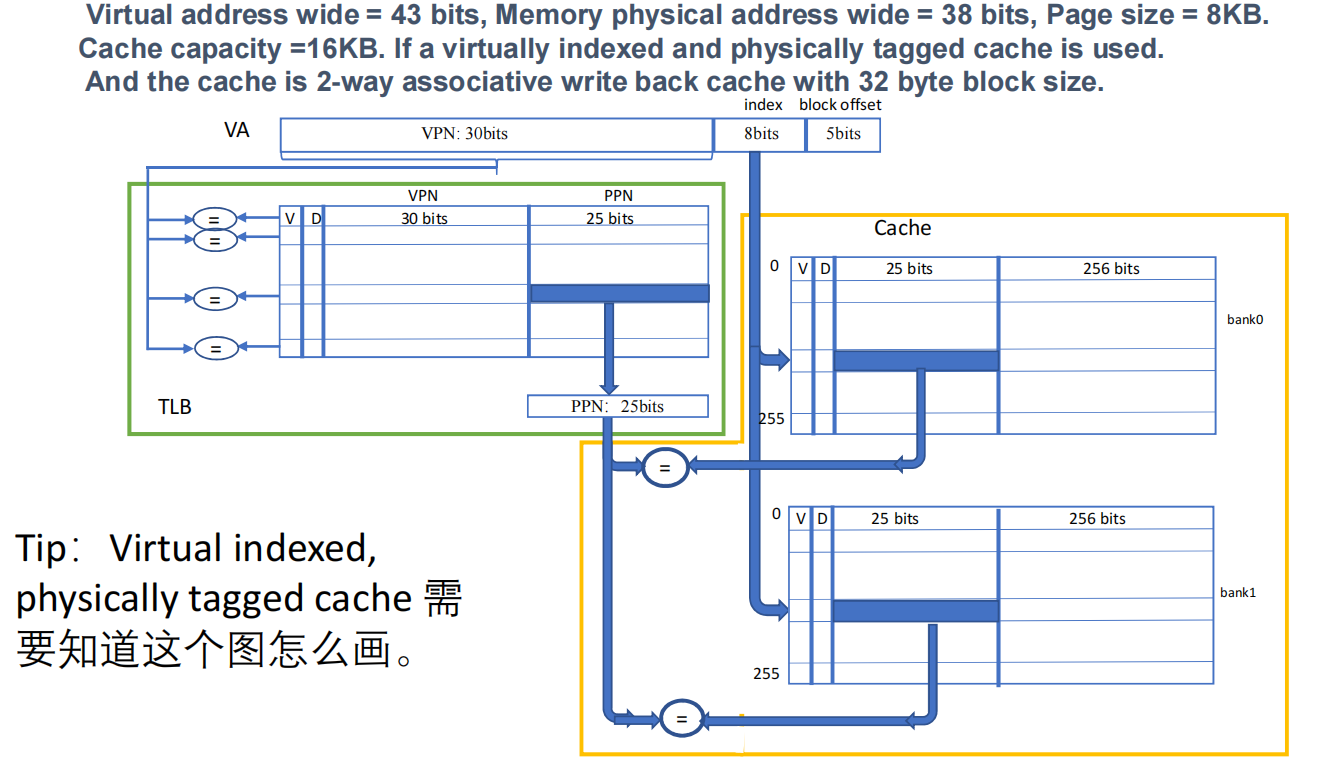 Virtual address wide = 43 bits, Memory physical address wide = 38 bits, Page size = 8KB.
Cache capacity =16KB. If a virtually indexed and physically tagged cache is used.
And the cache is 2-way associative write back cache with 32 byte block size.
index block offset
VA VPN: 30bits 8bits 5bits
VPN PPN
= V D 30 bits 25 bits
=
Cache
0 V D 25 bits 256 bits
=
bank0
=
TLB PPN: 25bits
255
=
0 V D 25 bits 256 bits
Tip: Virtual indexed,
physically tagged cache 需
要知道这个图怎么画。
bank1
255
=